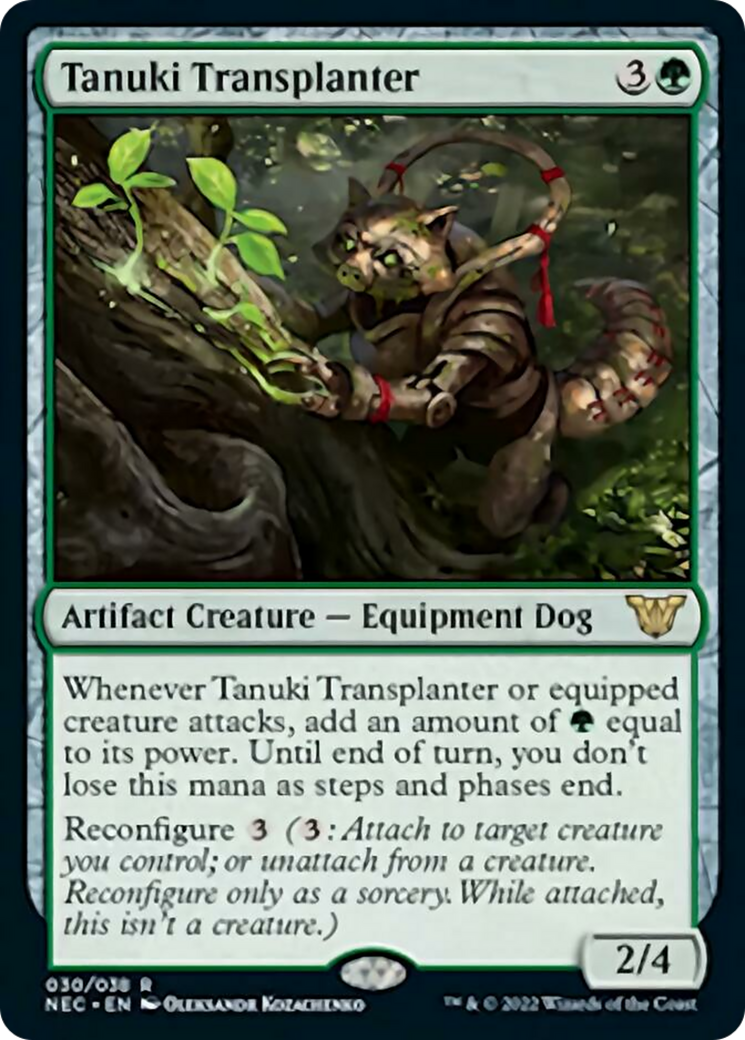 Tanuki Transplanter 3
Artifact Creature — Equipment Dog
Whenever Tanuki Transplanter or equipped
creature attacks, add an amount of equal
to its power. Until end of turn, you don't
lose this mana as steps and phases end.
Reconfigure 3 (3: Attach to target creature
you control; or unattach from a creature.
Reconfigure only as a sorcery. While attached,
this isn't a creature.)
2/4
030/038 R
NEC • EN Oleksandr Kozachenko
™ & © 2022 Wizards of the Coast